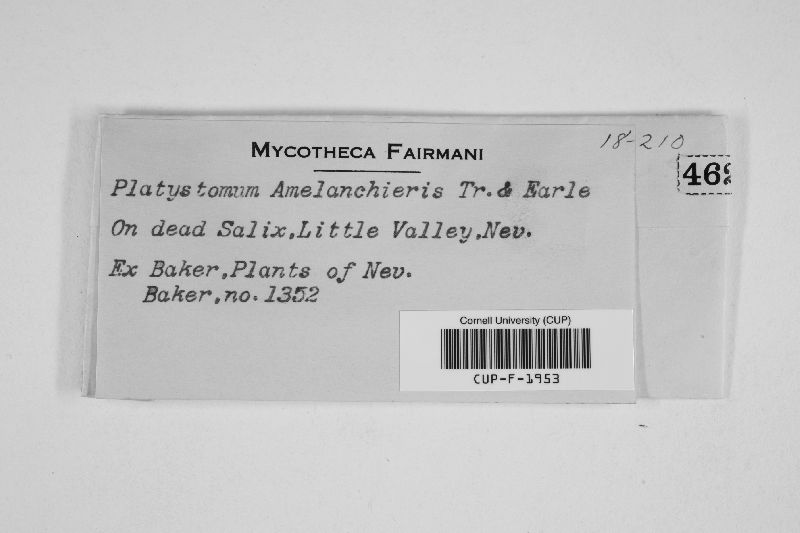 18-210
MYCOTHECA FAIRMANI
Platystomum Amelanchieris Tr. & Earle
On dead Salix, Little Valley, Nev.
Ex Baker, Plants of Nev.
Baker, no. 1352
Cornell University (CUP)
CUP-F-1953